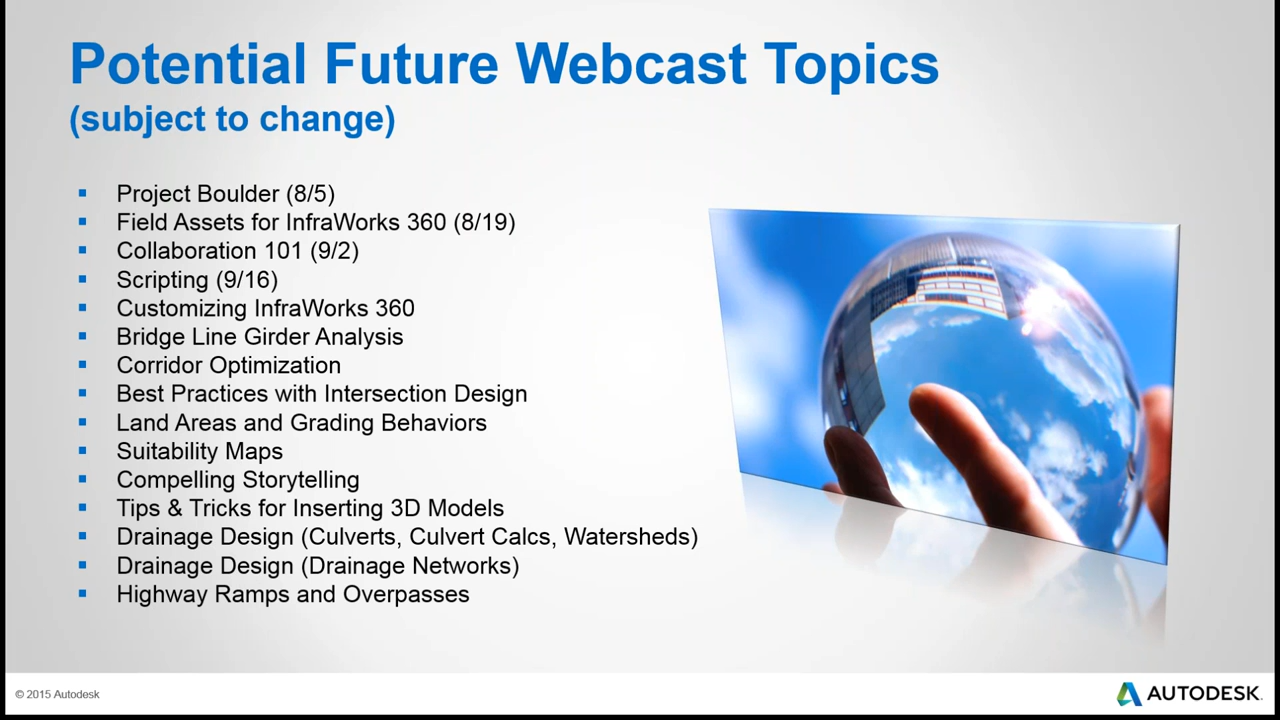 Potential Future Webcast Topics
(subject to change)
▪ Project Boulder (8/5)
▪ Field Assets for InfraWorks 360 (8/19)
▪ Collaboration 101 (9/2)
▪ Scripting (9/16)
▪ Customizing InfraWorks 360
▪ Bridge Line Girder Analysis
▪ Corridor Optimization
▪ Best Practices with Intersection Design
▪ Land Areas and Grading Behaviors
▪ Suitability Maps
▪ Compelling Storytelling
▪ Tips & Tricks for Inserting 3D Models
▪ Drainage Design (Culverts, Culvert Calcs, Watersheds)
▪ Drainage Design (Drainage Networks)
▪ Highway Ramps and Overpasses
© 2015 Autodesk
AUTODESK.